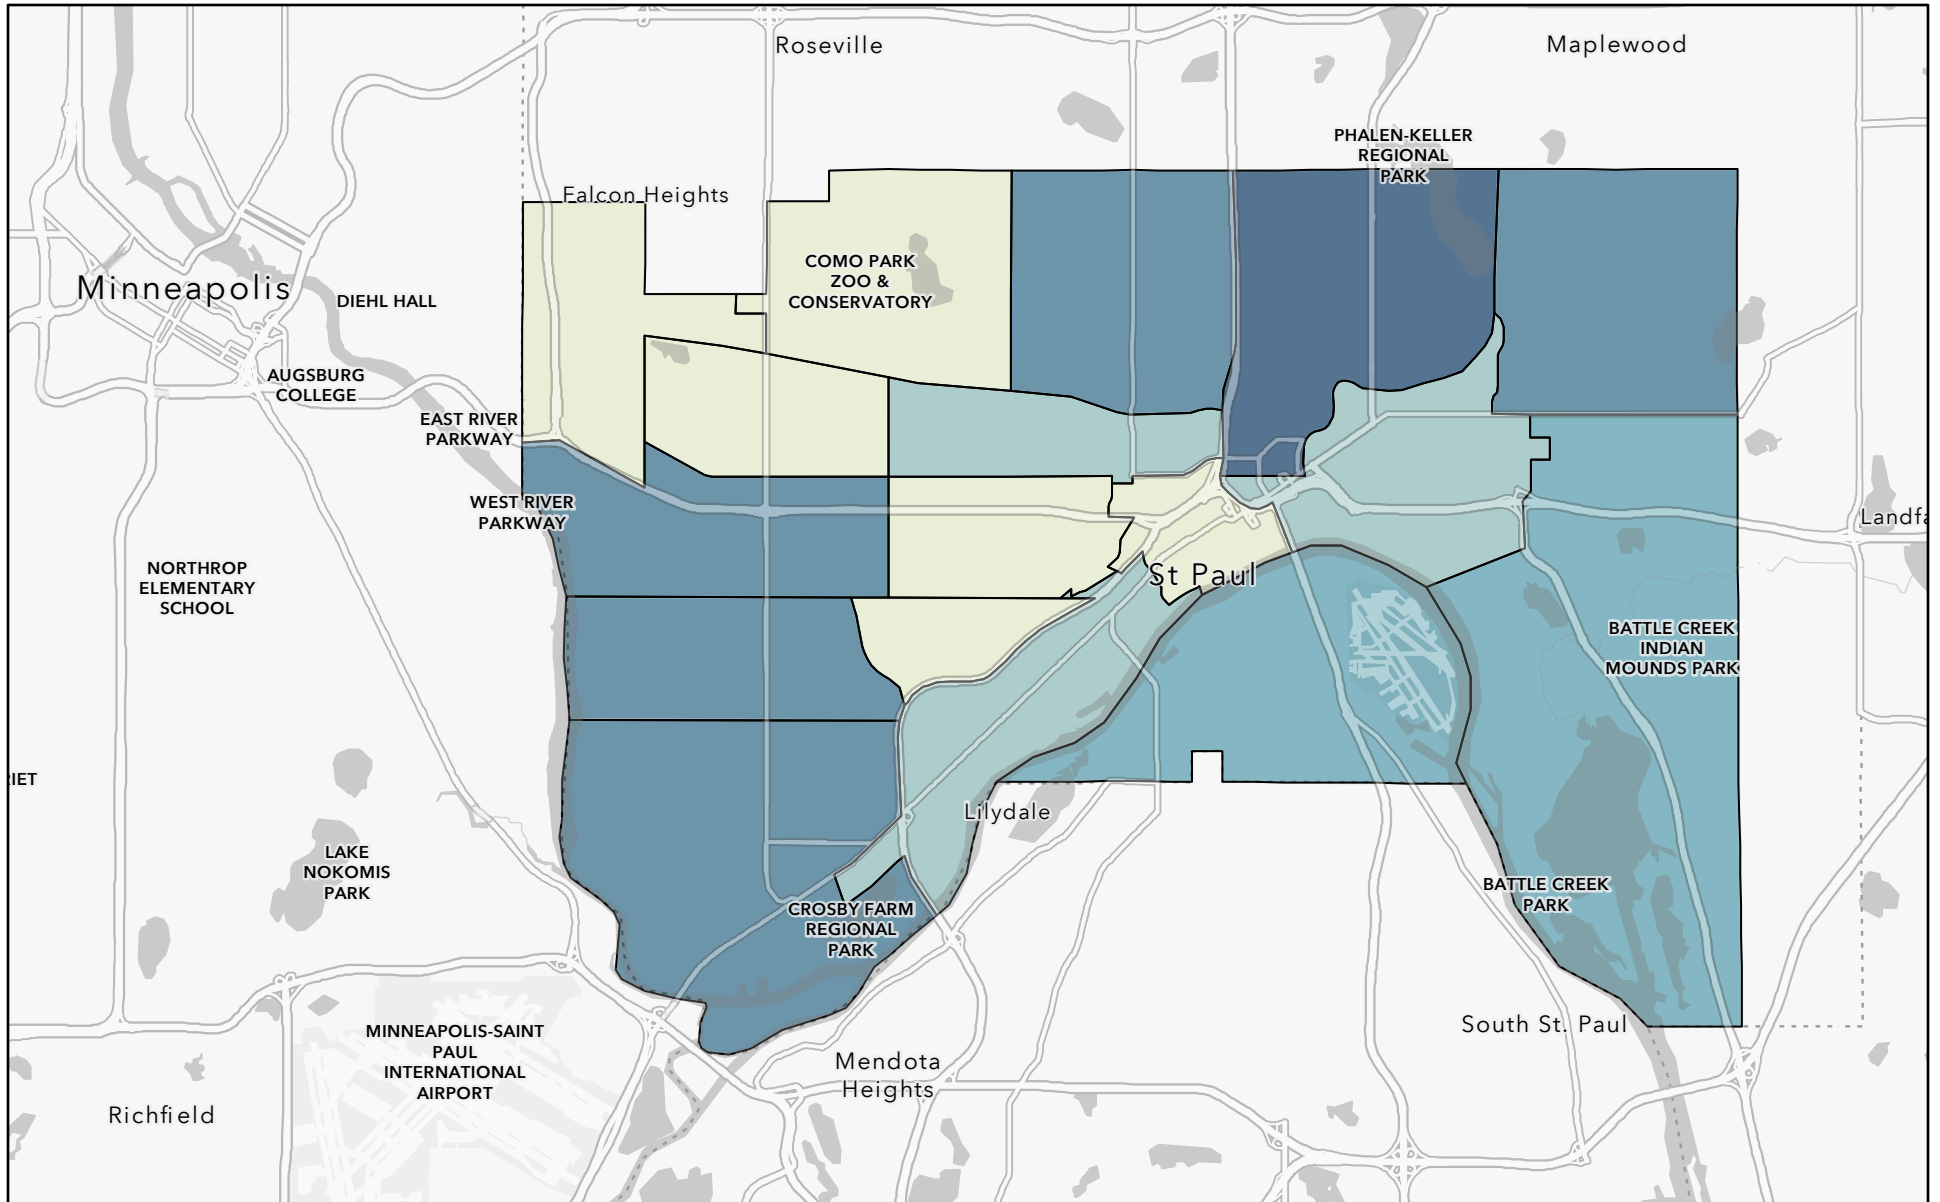 Roseville
Maplewood
PHALEN-KELLER
REGIONAL
PARK
Falcon Heights
COMO PARK
ZOO &
CONSERVATORY
Minneapolis
DIEHL HALL
AUGSBURG
COLLEGE
EAST RIVER
PARKWAY
WEST RIVER
PARKWAY
Landfa
NORTHROP
ELEMENTARY
SCHOOL
St Paul
BATTLE CREEK
INDIAN
MOUNDS PARK
RIET
Lilydale
LAKE
NOKOMIS
PARK
BATTLE CREEK
PARK
CROSBY FARM
REGIONAL
PARK
South St. Paul
MINNEAPOLIS-SAINT
PAUL
INTERNATIONAL
AIRPORT
Mendota
Heights
Richfield